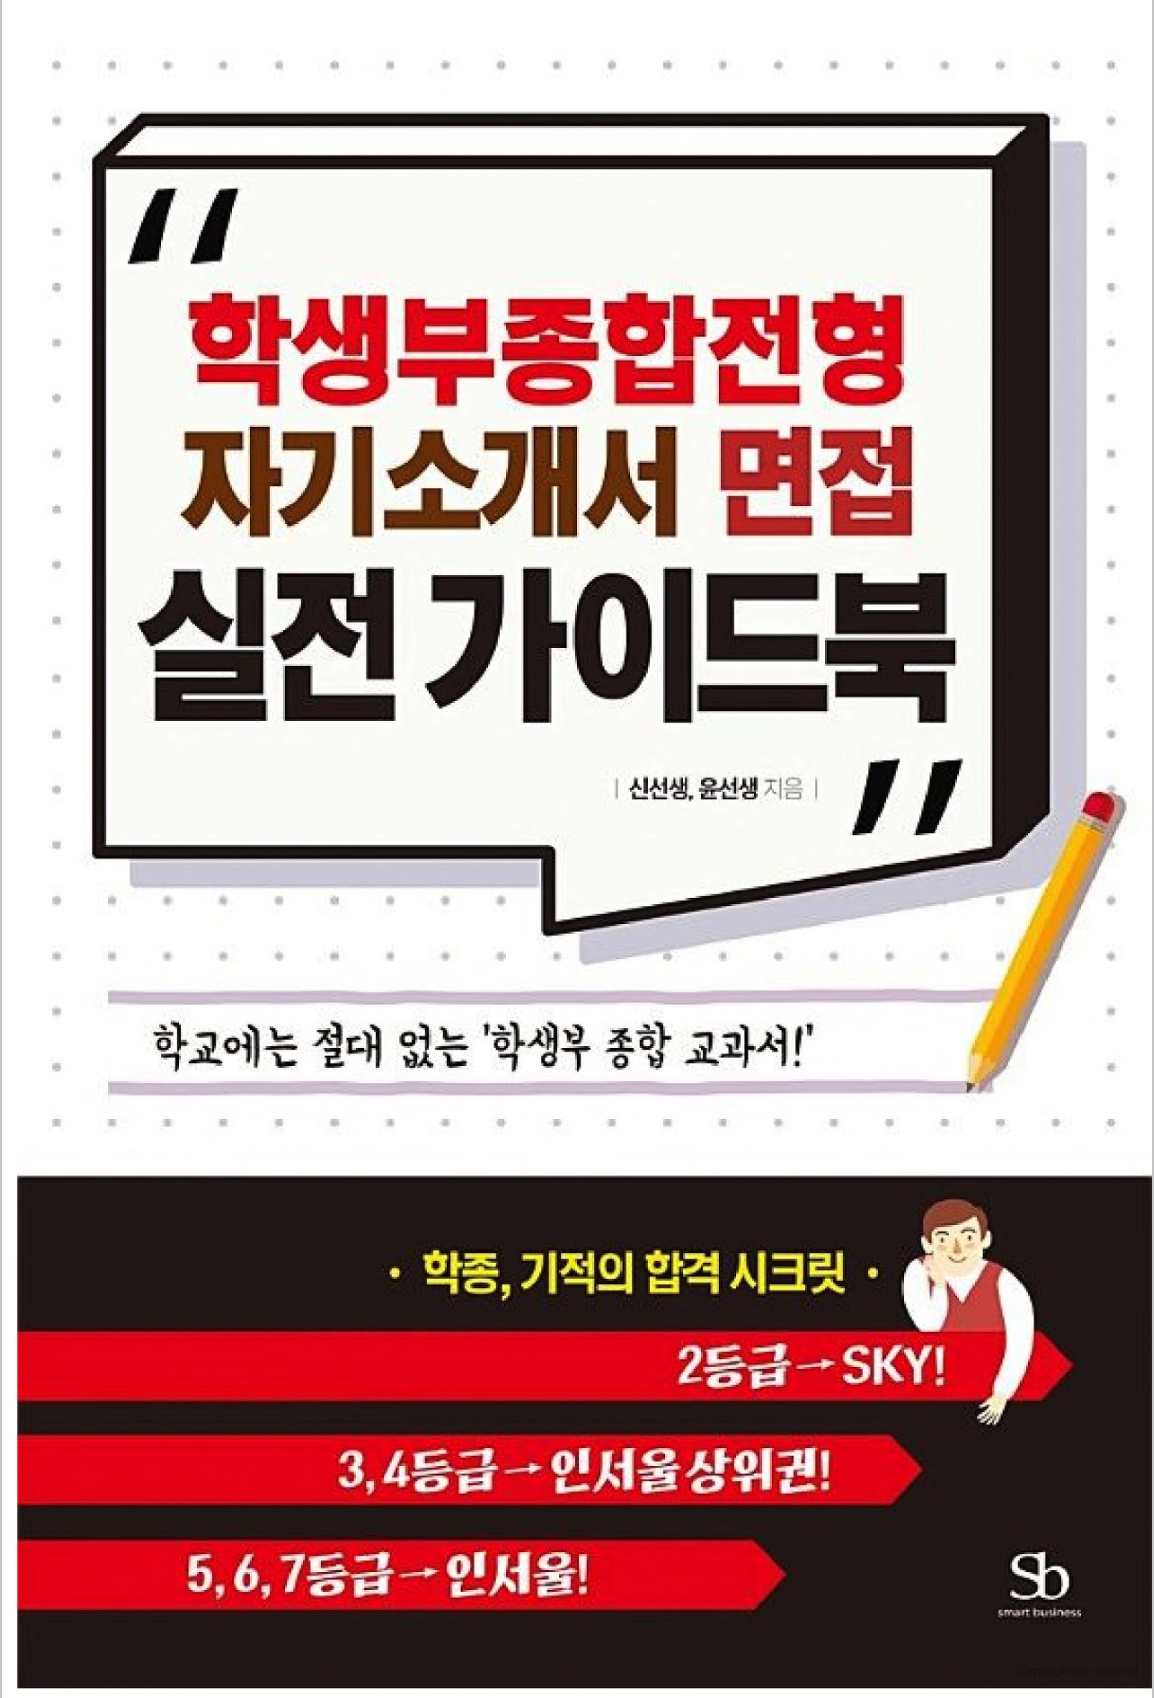 “
학생부종합전형
자기소개서 면접
실전 가이드북
| 신선생, 윤선생 지음 |
”
학교에는 절대 없는 '학생부 종합 교과서!'
· 학종, 기적의 합격 시크릿 ·
2등급→SKY!
3, 4등급→인서울 상위권!
5, 6, 7등급→인서울!
Sb
smart business